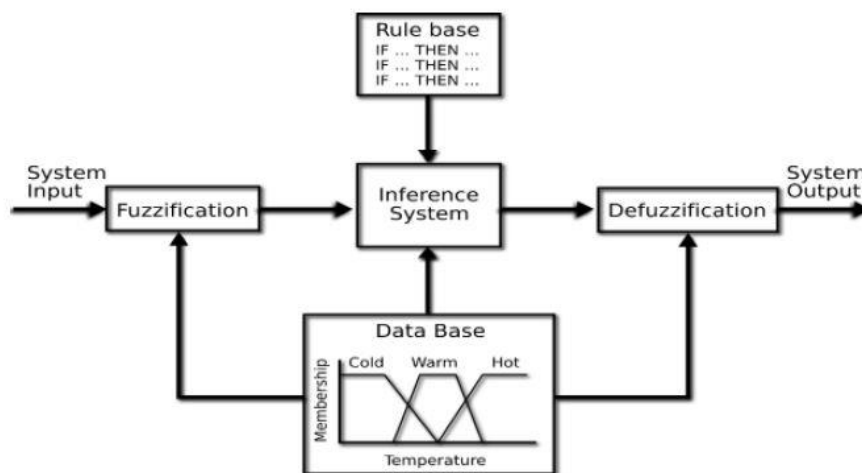 Rule base
IF ... THEN ...
IF ... THEN ...
IF ... THEN ...
System
Input
Fuzzification
Inference
System
Defuzzification
System
Output
Data Base
Cold Warm Hot
Membership
Temperature